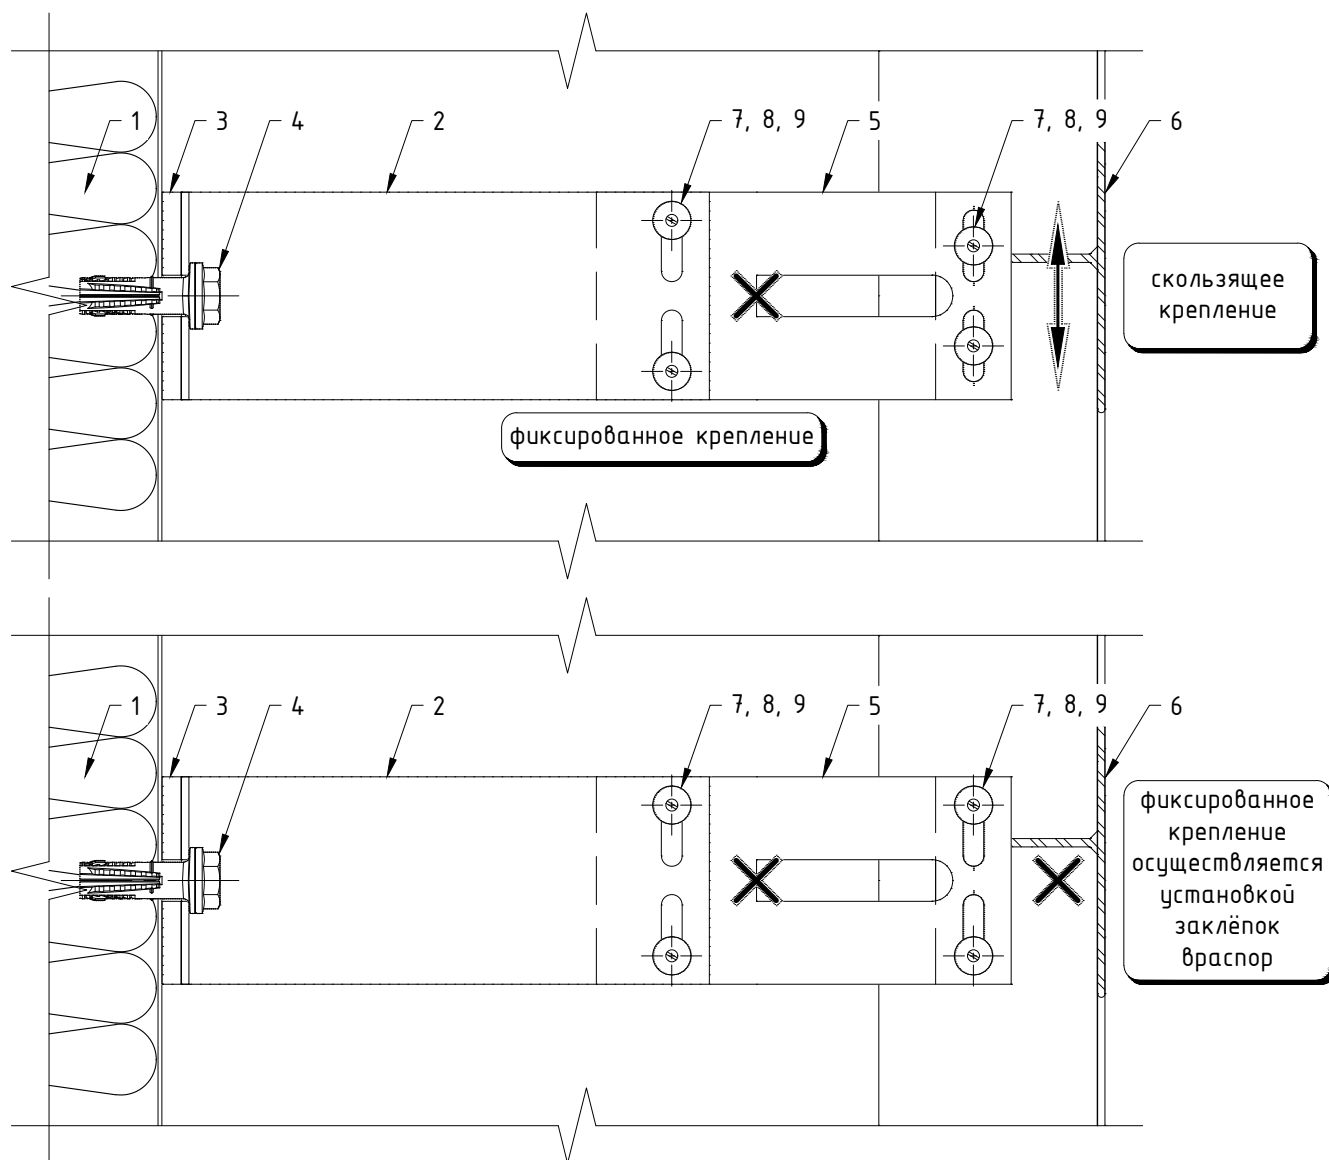 1
3
4
2
7, 8, 9
5
7, 8, 9
6
скользящее
крепление
фиксированное крепление
1
3
4
2
7, 8, 9
5
7, 8, 9
6
фиксированное
крепление
осуществляется
установкой
заклёпок
враспор